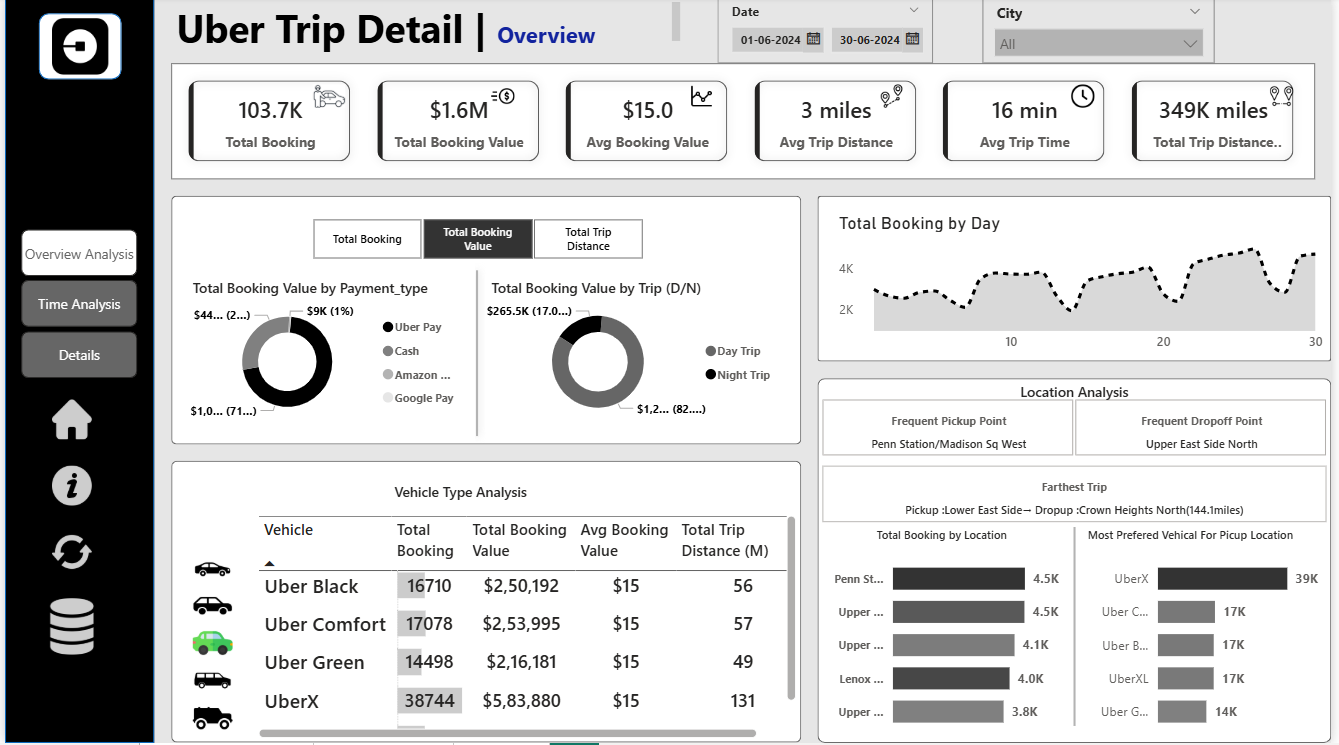 Uber Trip Detail | Overview
Date
01-06-2024
30-06-2024
City
All
103.7K
Total Booking
$1.6M
Total Booking Value
$15.0
Avg Booking Value
3 miles
Avg Trip Distance
16 min
Avg Trip Time
349K miles
Total Trip Distance..
Overview Analysis
Time Analysis
Details
Total Booking
Total Booking
Value
Total Trip
Distance
Total Booking Value by Payment_type
$44... (2...)
$9K (1%)
$1,0... (71...)
Uber Pay
Cash
Amazon ...
Google Pay
Total Booking Value by Trip (D/N)
$265.5K (17.0...)
$1,2... (82....)
Day Trip
Night Trip
Total Booking by Day
4K
2K
10
20
30
Vehicle Type Analysis
Vehicle
Total
Booking
Total Booking
Value
Avg Booking
Value
Total Trip
Distance (M)
Uber Black 16710 $2,50,192 $15 56
Uber Comfort 17078 $2,53,995 $15 57
Uber Green 14498 $2,16,181 $15 49
UberX 38744 $5,83,880 $15 131
Location Analysis
Frequent Pickup Point
Penn Station/Madison Sq West
Frequent Dropoff Point
Upper East Side North
Farthest Trip
Pickup :Lower East Side→ Dropup :Crown Heights North(144.1miles)
Total Booking by Location
Penn St... 4.5K
Upper ... 4.5K
Upper ... 4.1K
Lenox ... 4.0K
Upper ... 3.8K
Most Prefered Vehical For Picup Location
UberX 39K
Uber C... 17K
Uber B... 17K
UberXL 17K
Uber G... 14K